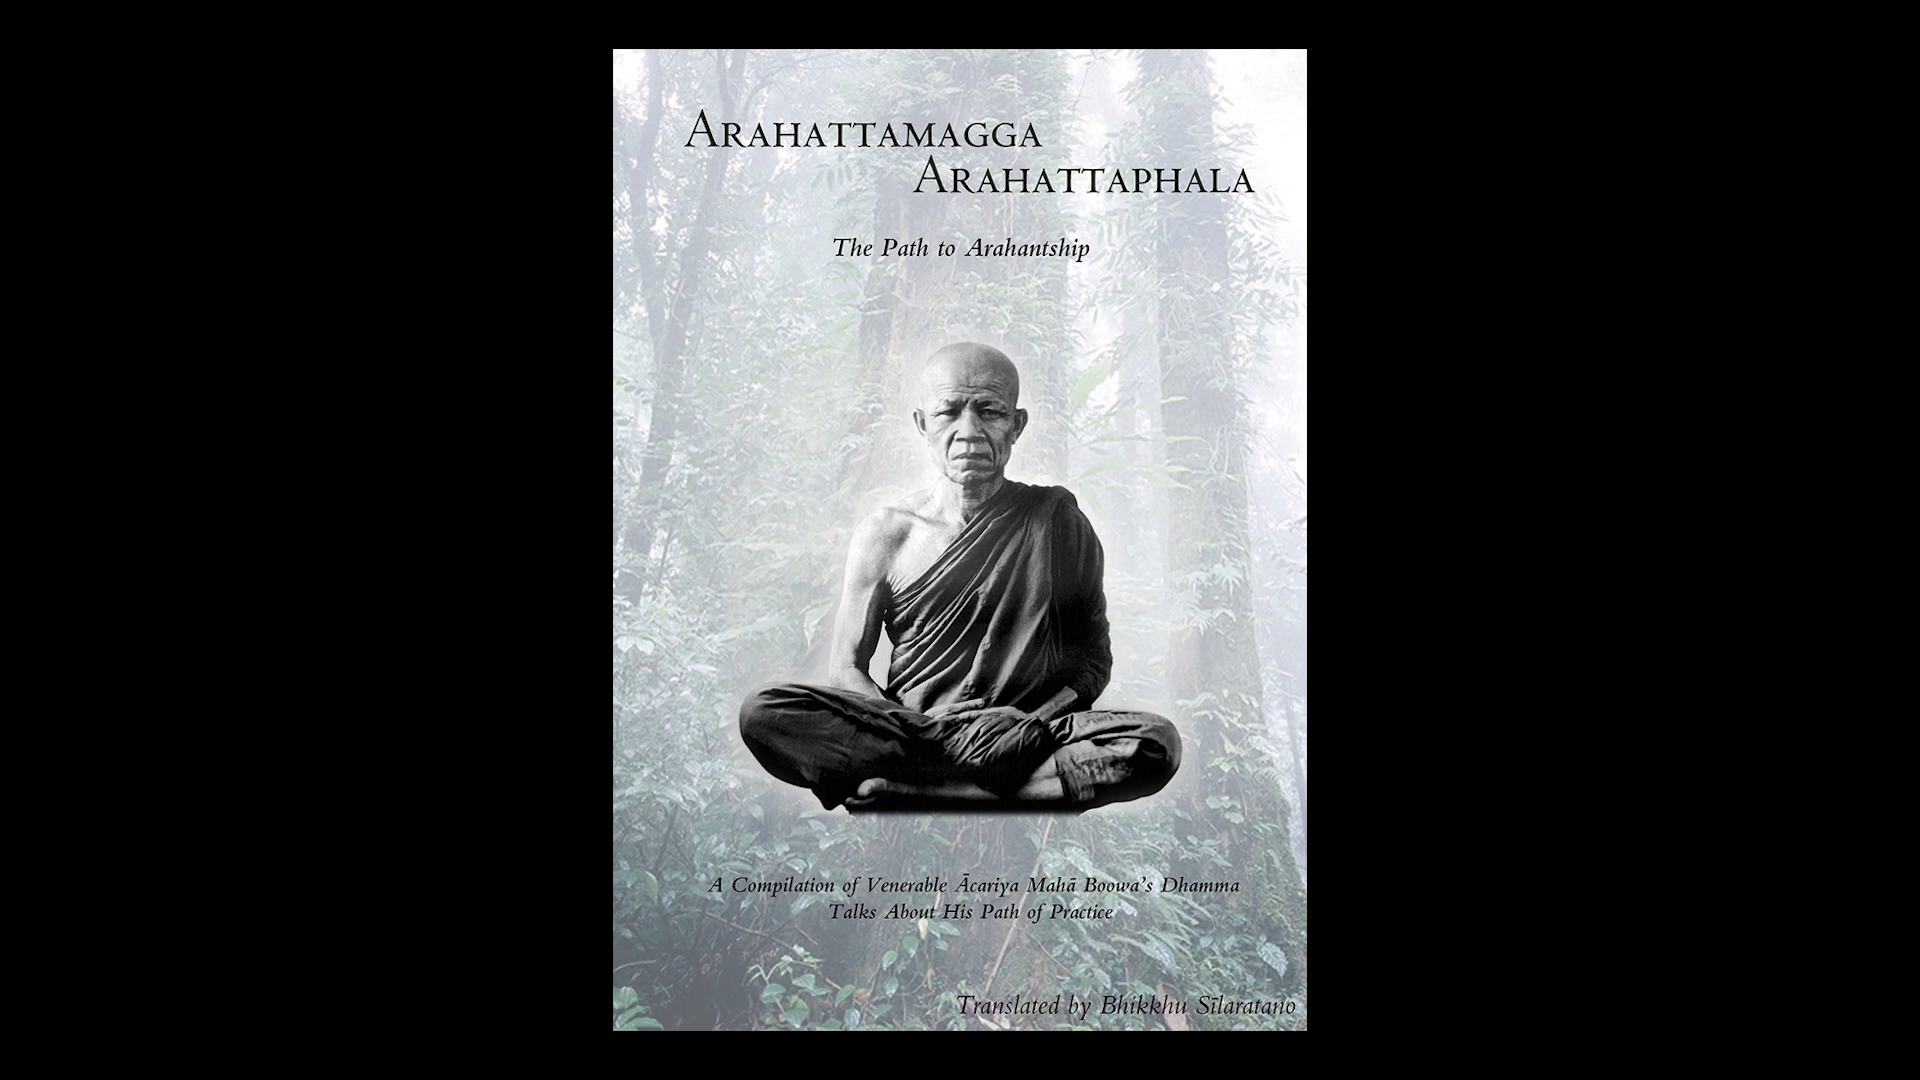 Arahattamagga
Arahattaphala
The Path to Arahantship
A Compilation of Venerable Ācariya Mahā Boowa's Dhamma
Talks About His Path of Practice
Translated by Bhikkhu Sīlaratano